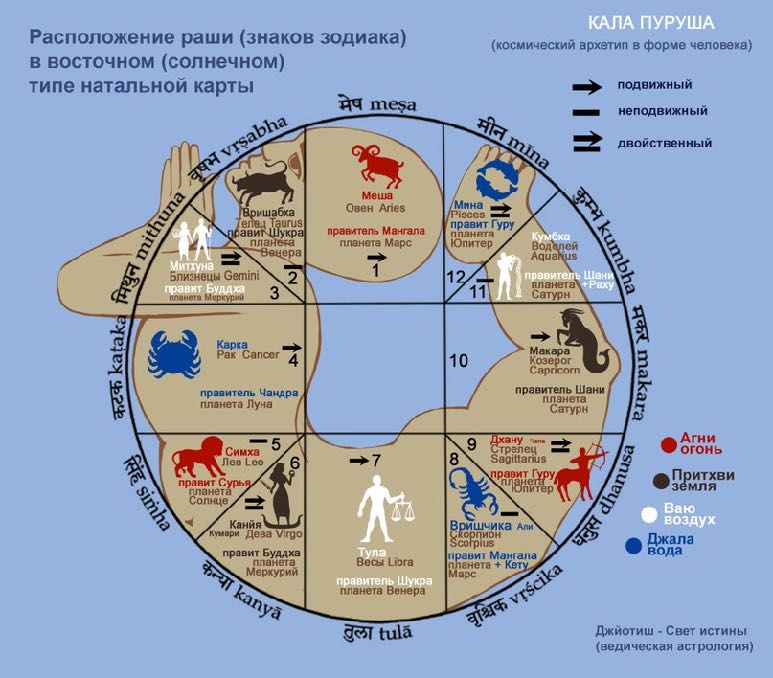 Расположение раши (знаков зодиака)
в восточном (солнечном)
типе натальной карты
КАЛА ПУРУША
(космический архетип в форме человека)
подвижный
неподвижный
двойственный
मेष meṣa
मीन mīna
कुम्भ kumbha
मकर makara
धनुस dhanusa
वृश्चिक vṛścika
तुला tulā
कन्या kanyā
सिंह siṁha
कटक kataka
मिथुन mithuna
वृषभ vṛṣabha
Меша
Овен Aries
правитель Мангала
планета Марс
1
Вришабха
Телец Taurus
правит Шукра
планета
Венера
2
Митхуна
Близнецы Gemini
правит Буддха
планета Меркурий
3
Карка
Рак Cancer
4
правитель Чандра
планета Луна
5
Симха
Лев Leo
правит Сурья
планета
Солнце
6
Канйя
Кумари Дева Virgo
правит Буддха
планета
Меркурий
7
Тула
Весы Libra
правитель Шукра
планета Венера
8
Вришчика Али
Скорпион
Scorpius
правит Мангала
планета + Кету
Марс
9
Дхану Чапа
Стрелец
Sagittarius
правит Гуру
планета
Юпитер
10
Макара
Козерог
Capricorn
правитель Шани
планета
Сатурн
11
Кумбха
Водолей
Aquarius
правитель Шани
планета +Раху
Сатурн
12
Мина
Pisces
правит Гуру
планета
Юпитер
Агни
огонь
Притхви
земля
Ваю
воздух
Джала
вода
Джйотиш - Свет истины
(ведическая астрология)